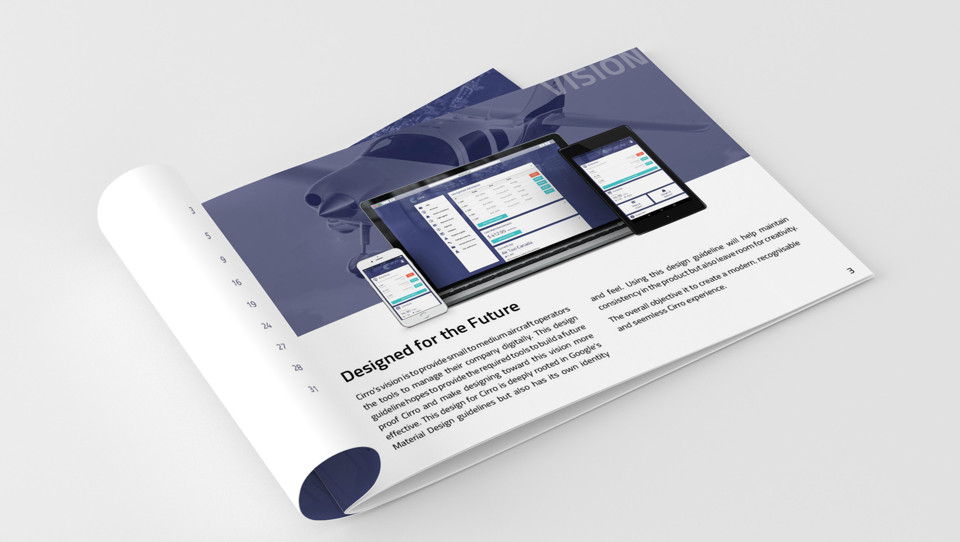 VISION
3
5
9
16
19
24
27
28
31
Designed for the Future
Cirro's vision is to provide small to medium aircraft operators
the tools to manage their company digitally. This design
guideline hopes to provide the required tools to build a future
proof Cirro and make designing toward this vision more
effective. This design for Cirro is deeply rooted in Google's
Material Design guidelines but also has its own identity
and feel. Using this design guideline will help maintain
consistency in the product but also leave room for creativity.
The overall objective it to create a modern, recognisable
and seemless Cirro experience.
3